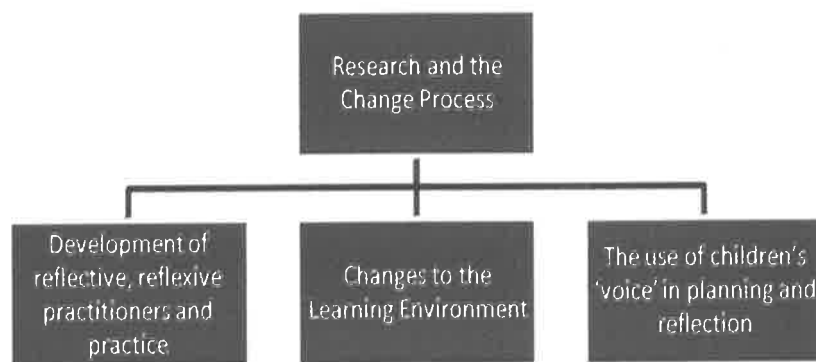 Research and the
Change Process
Development of
reflective, reflexive
practitioners and
practice
Changes to the
Learning Environment
The use of children's
'voice' in planning and
reflection